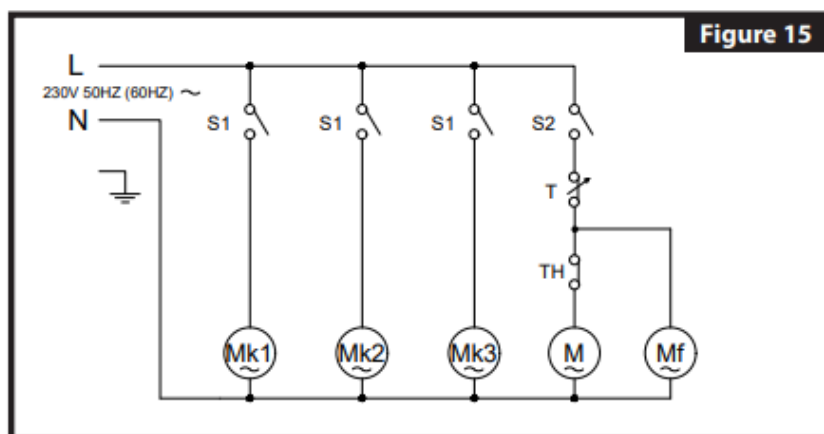 Figure 15
L
230V 50HZ (60HZ) ~
N
S1 S1 S1 S2
T
TH
Mk1 Mk2 Mk3 M Mf